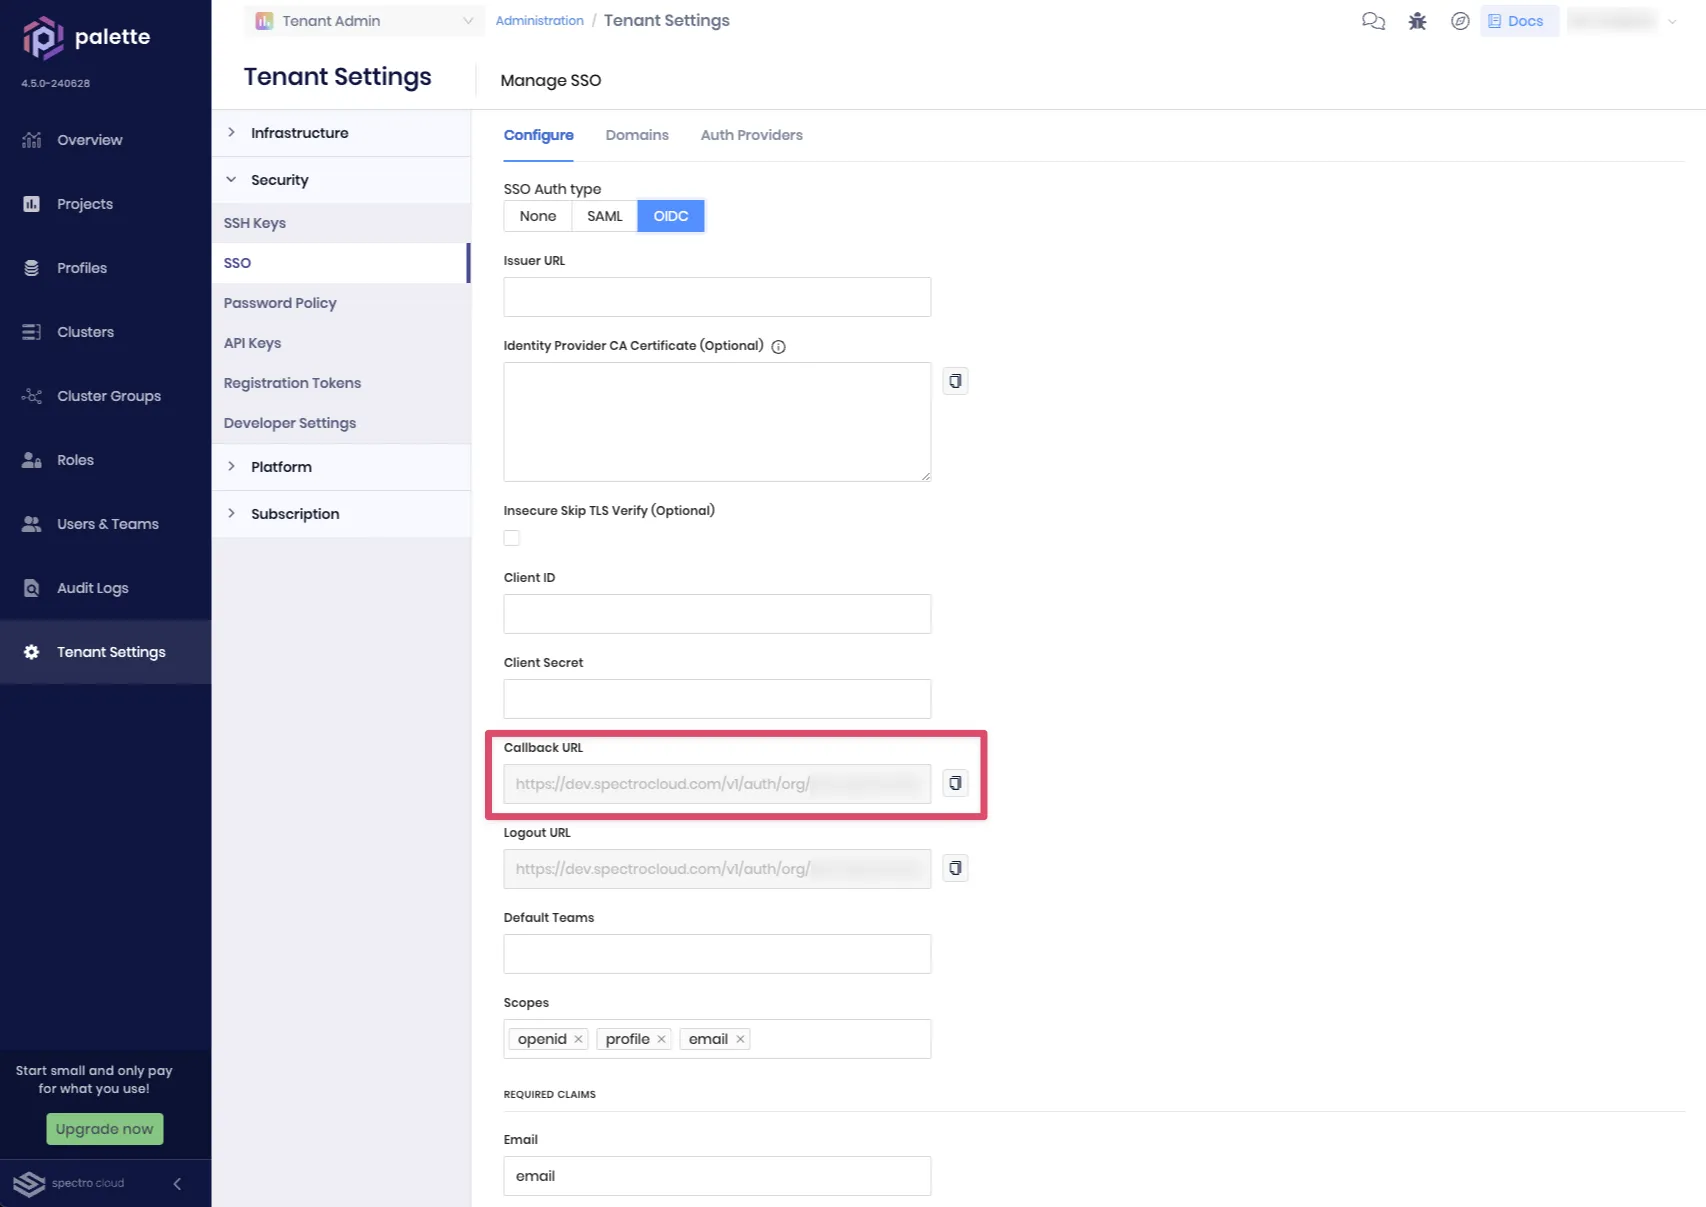 palette
4.5.0-240628
Overview
Projects
Profiles
Clusters
Cluster Groups
Roles
Users & Teams
Audit Logs
Tenant Settings
Start small and only pay
for what you use!
Upgrade now
spectro cloud
Tenant Admin
Administration / Tenant Settings
Docs
Tenant Settings
Manage SSO
Infrastructure
Security
SSH Keys
SSO
Password Policy
API Keys
Registration Tokens
Developer Settings
Platform
Subscription
Configure Domains Auth Providers
SSO Auth type
None SAML OIDC
Issuer URL
Identity Provider CA Certificate (Optional)
Insecure Skip TLS Verify (Optional)
Client ID
Client Secret
Callback URL
https://dev.spectrocloud.com/v1/auth/org/
Logout URL
https://dev.spectrocloud.com/v1/auth/org/
Default Teams
Scopes
openid × profile × email ×
REQUIRED CLAIMS
Email
email